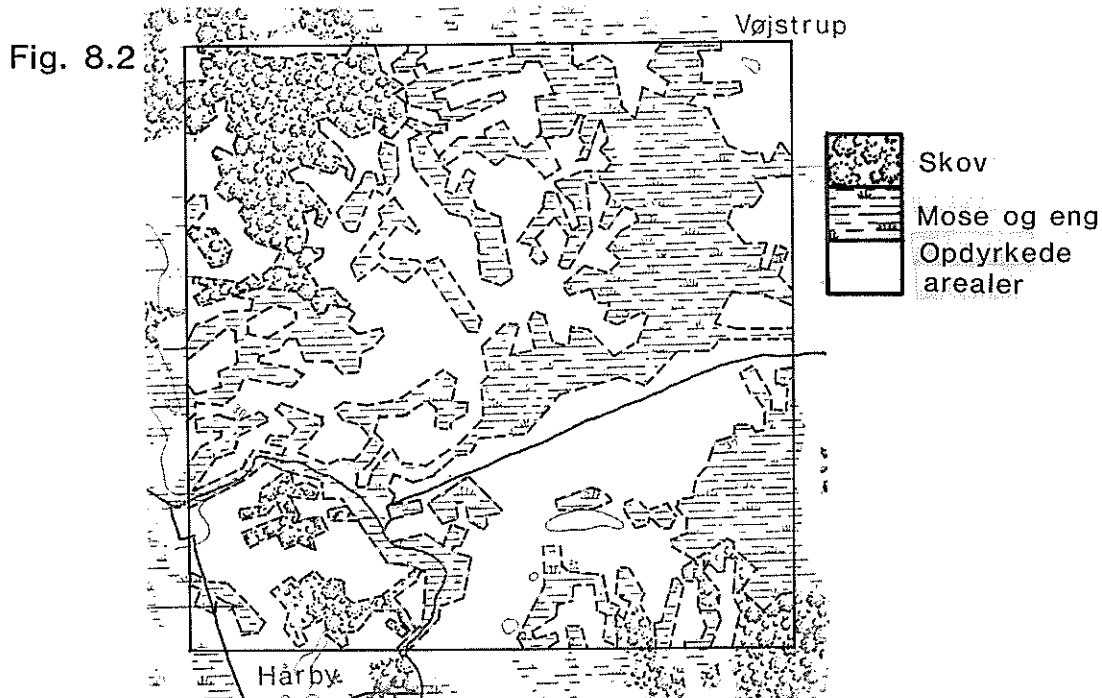 Vøjstrup
Fig. 8.2
Skov
Mose og eng
Opdyrkede
arealer
Hårby